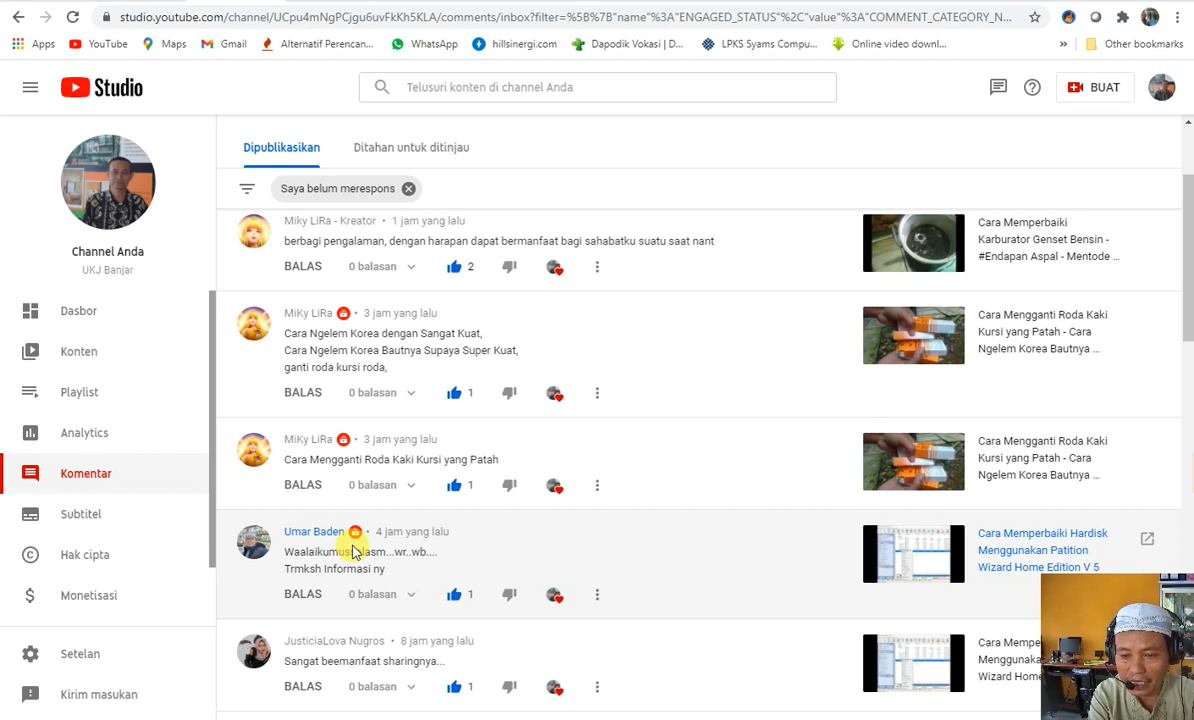 studio.youtube.com/channel/UCpu4mNgPCjgu6uvFkKh5KLA/comments/inbox?filter=%5B%7B"name"%3A"ENGAGED_STATUS"%2C"value"%3A"COMMENT_CATEGORY_N...
Apps YouTube Maps Gmail Alternatif Perencan... WhatsApp hillsinergi.com Dapodik Vokasi | D... LPKS Syams Compu... Online video downl... » Other bookmarks
Studio
Telusuri konten di channel Anda
BUAT
Channel Anda
UKJ Banjar
Dasbor
Konten
Playlist
Analytics
Komentar
Subtitel
Hak cipta
Monetisasi
Setelan
Kirim masukan
Dipublikasikan Ditahan untuk ditinjau
Saya belum merespons
Miky LiRa - Kreator • 1 jam yang lalu
berbagi pengalaman, dengan harapan dapat bermanfaat bagi sahabatku suatu saat nant
BALAS 0 balasan 2
Cara Memperbaiki
Karburator Genset Bensin -
#Endapan Aspal - Mentode ...
MiKy LiRa • 3 jam yang lalu
Cara Ngelem Korea dengan Sangat Kuat,
Cara Ngelem Korea Bautnya Supaya Super Kuat,
ganti roda kursi roda,
BALAS 0 balasan 1
Cara Mengganti Roda Kaki
Kursi yang Patah - Cara
Ngelem Korea Bautnya ...
MiKy LiRa • 3 jam yang lalu
Cara Mengganti Roda Kaki Kursi yang Patah
BALAS 0 balasan 1
Cara Mengganti Roda Kaki
Kursi yang Patah - Cara
Ngelem Korea Bautnya ...
Umar Baden • 4 jam yang lalu
...wr..wb....
Trmksh Informasi ny
BALAS 0 balasan 1
Cara Memperbaiki Hardisk
Menggunakan Patition
Wizard Home Edition V 5
JusticiaLova Nugros • 8 jam yang lalu
Sangat beemanfaat sharingnya...
BALAS 0 balasan 1
Cara